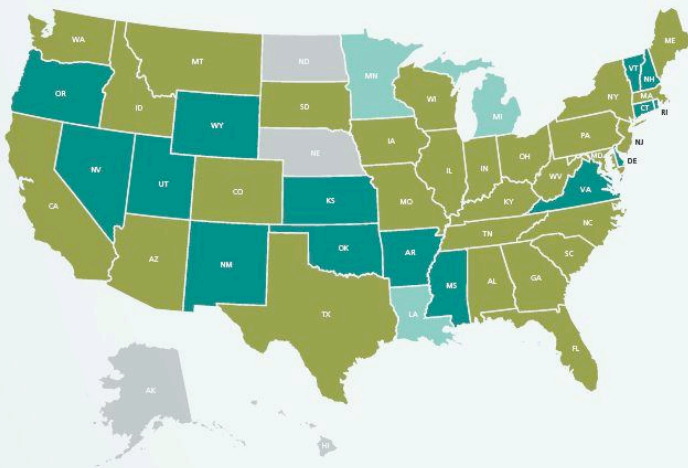 WA
MT
ND
MN
ME
VT
NH
OR
ID
SD
WI
MI
NY
MA
CT
RI
WY
NV
UT
CO
NE
IA
IL
IN
OH
PA
NJ
MD
DE
CA
KS
MO
KY
WV
VA
AZ
NM
OK
AR
TN
NC
SC
TX
LA
MS
AL
GA
FL
AK
HI